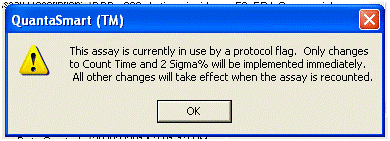 QuantaSmart (TM)
This assay is currently in use by a protocol flag.  Only changes
to Count Time and 2 Sigma% will be implemented immediately.
All other changes will take effect when the assay is recounted.
OK